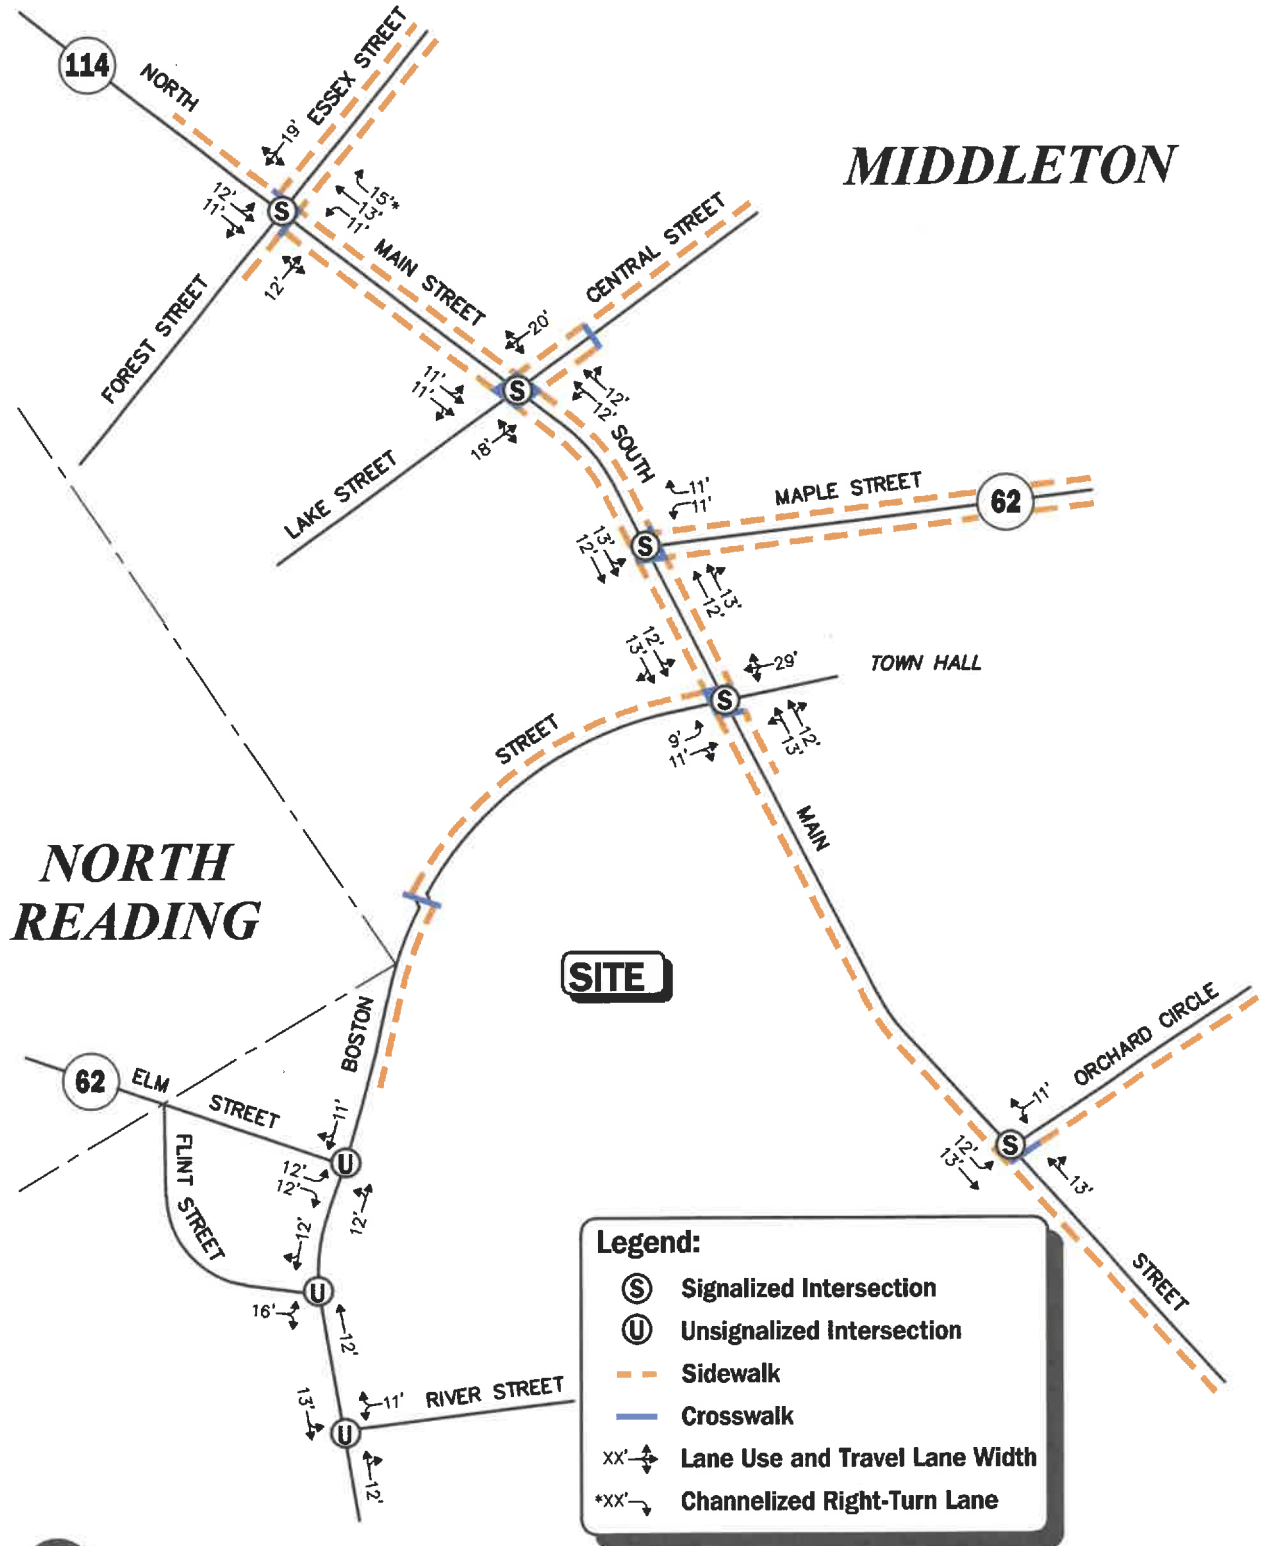 114
NORTH
ESSEX STREET
MIDDLETON
19'
12'
11'
S
15'*
13'
11'
12'
MAIN STREET
CENTRAL STREET
FOREST STREET
20'
11'
11'
S
12'
12'
18'
SOUTH
LAKE STREET
11'
11'
MAPLE STREET
62
13'
12'
S
13'
12'
12'
13'
29'
TOWN HALL
S
9'
11'
12'
13'
STREET
MAIN
NORTH
READING
SITE
BOSTON
ORCHARD CIRCLE
62
ELM
STREET
11'
11'
FLINT STREET
12'
12'
U
12'
S
12'
13'
13'
12'
U
16'
12'
STREET
13'
11'
RIVER STREET
U
12'
Legend:
S Signalized Intersection
U Unsignalized Intersection
Sidewalk
Crosswalk
XX' Lane Use and Travel Lane Width
*XX' Channelized Right-Turn Lane